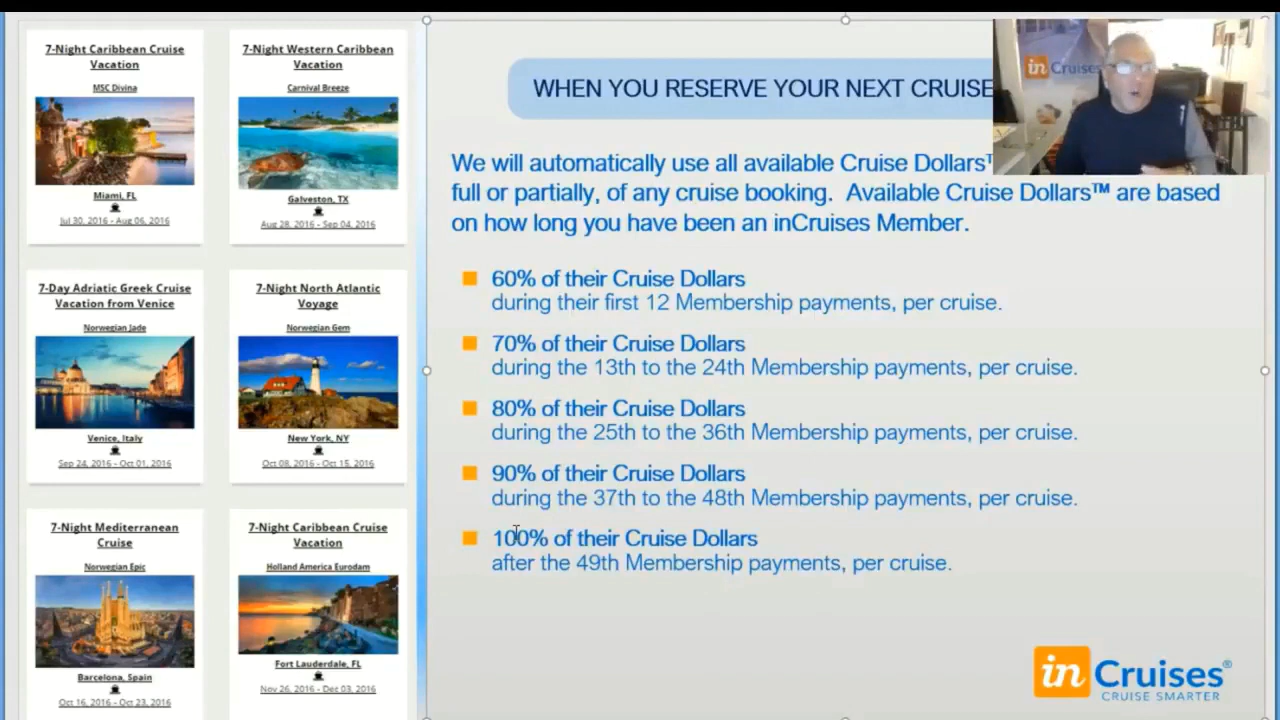 7-Night Caribbean Cruise
Vacation
MSC Divina
Miami, FL
Jul 30, 2016 - Aug 06, 2016
7-Night Western Caribbean
Vacation
Carnival Breeze
Galveston, TX
Aug 28, 2016 - Sep 04, 2016
7-Day Adriatic Greek Cruise
Vacation from Venice
Norwegian Jade
Venice, Italy
Sep 24, 2016 - Oct 01, 2016
7-Night North Atlantic
Voyage
Norwegian Gem
New York, NY
Oct 08, 2016 - Oct 15, 2016
7-Night Mediterranean
Cruise
Norwegian Epic
Barcelona, Spain
Oct 16, 2016 - Oct 23, 2016
7-Night Caribbean Cruise
Vacation
Holland America Eurodam
Fort Lauderdale, FL
Nov 26, 2016 - Dec 03, 2016
WHEN YOU RESERVE YOUR NEXT CRUISE
in Cruises
We will automatically use all available Cruise Dollars™
full or partially, of any cruise booking. Available Cruise Dollars™ are based
on how long you have been an inCruises Member.
60% of their Cruise Dollars
during their first 12 Membership payments, per cruise.
70% of their Cruise Dollars
during the 13th to the 24th Membership payments, per cruise.
80% of their Cruise Dollars
during the 25th to the 36th Membership payments, per cruise.
90% of their Cruise Dollars
during the 37th to the 48th Membership payments, per cruise.
100% of their Cruise Dollars
after the 49th Membership payments, per cruise.
inCruises®
CRUISE SMARTER